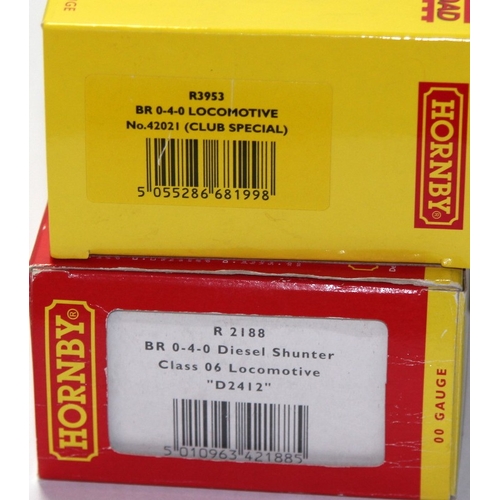 R3953
BR 0-4-0 LOCOMOTIVE
No.42021 (CLUB SPECIAL)
5 055286 681998
HORNBY®
HORNBY®
R 2188
BR 0-4-0 Diesel Shunter
Class 06 Locomotive
"D2412"
5 010963 421885
00 GAUGE